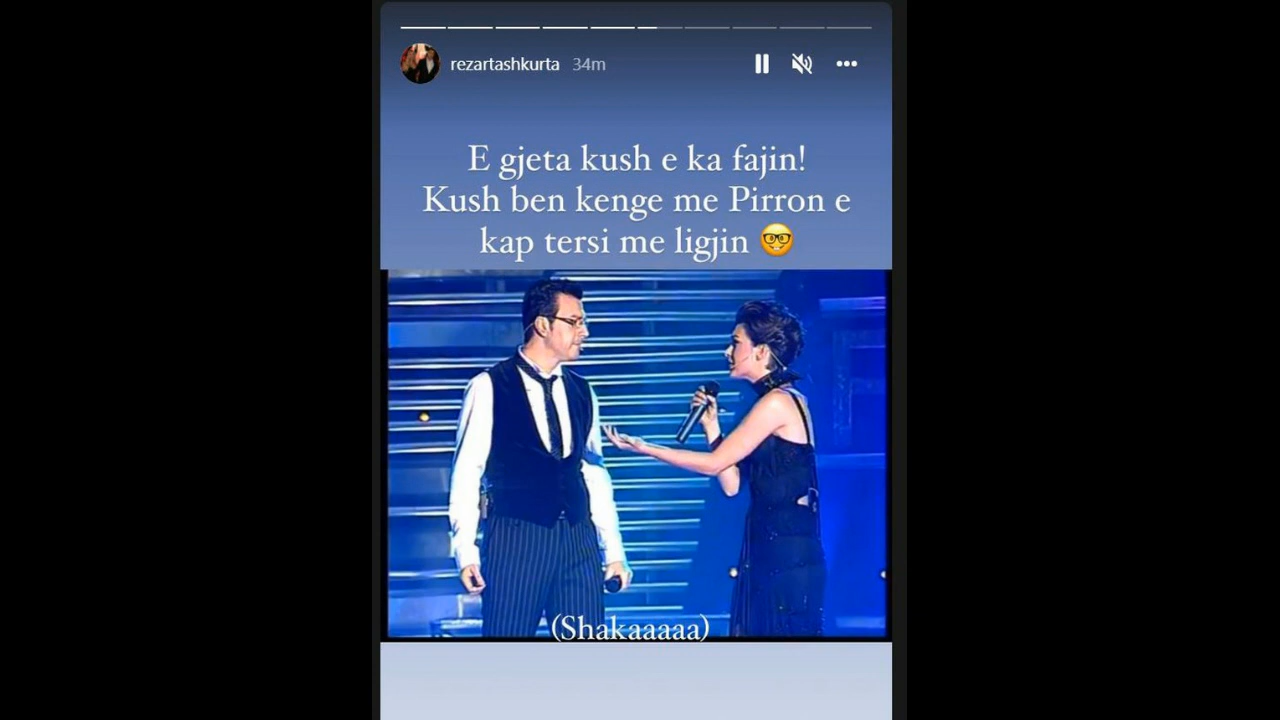 rezartashkurta 34m
E gjeta kush e ka fajin!
Kush ben kenge me Pirron e
kap tersi me ligjin 🤓
(Shakaaaaa)